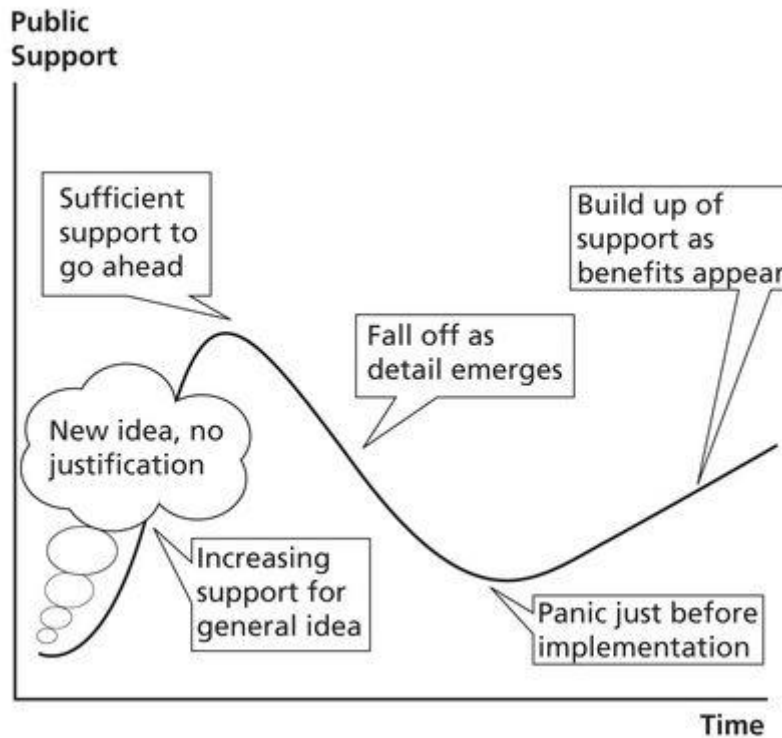 Public
Support
Sufficient
support to
go ahead
Build up of
support as
benefits appear
Fall off as
detail emerges
New idea, no
justification
Increasing
support for
general idea
Panic just before
implementation
Time